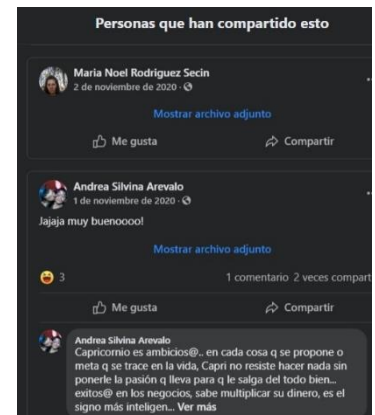 Personas que han compartido esto
Maria Noel Rodriguez Secin
2 de noviembre de 2020 ·
Mostrar archivo adjunto
Me gusta
Compartir
Andrea Silvina Arevalo
1 de noviembre de 2020 ·
Jajaja muy buenoooo!
Mostrar archivo adjunto
3
1 comentario 2 veces compart
Me gusta
Compartir
Andrea Silvina Arevalo
Capricornio es ambicios@.. en cada cosa q se propone o
meta q se trace en la vida, Capri no resiste hacer nada sin
ponerle la pasión q lleva para q le salga del todo bien...
exitos@ en los negocios, sabe multiplicar su dinero, es el
signo más inteligen... Ver más